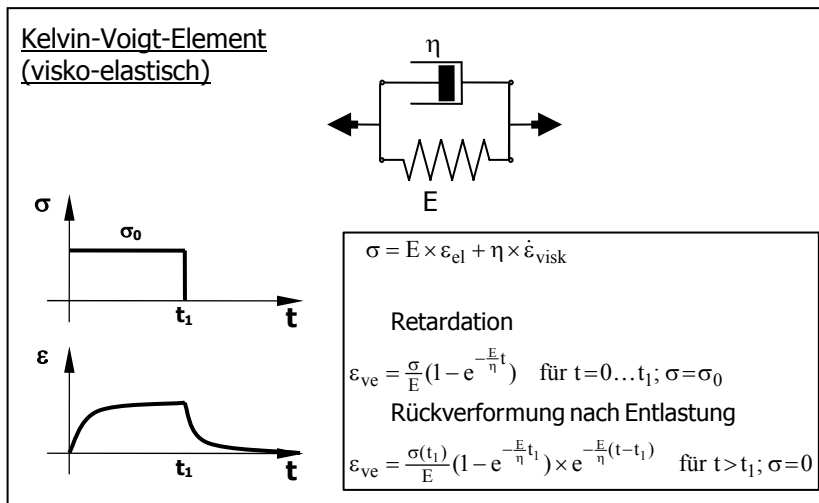 Kelvin-Voigt-Element
(visko-elastisch)
η
E
σ
σ₀
t₁
t
ε
t₁
t
σ = E × ε_el + η × ε̇_visk
Retardation
ε_ve = σ/E (1 − e^(−E/η t)) für t=0…t₁; σ=σ₀
Rückverformung nach Entlastung
ε_ve = σ(t₁)/E (1 − e^(−E/η t₁)) × e^(−E/η (t−t₁)) für t>t₁; σ=0